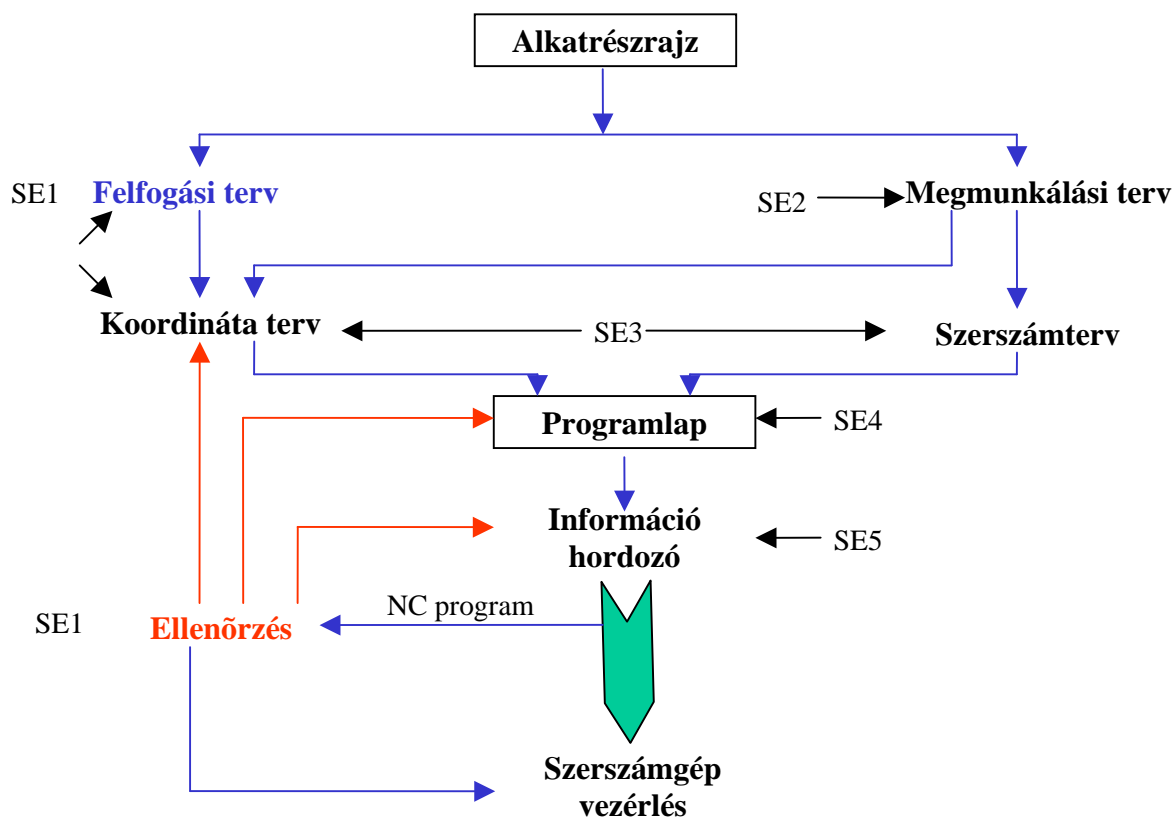 Alkatrészrajz
SE1
Felfogási terv
SE2
Megmunkálási terv
Koordináta terv
SE3
Szerszámterv
Programlap
SE4
Információ
hordozó
SE5
NC program
SE1
Ellenõrzés
Szerszámgép
vezérlés